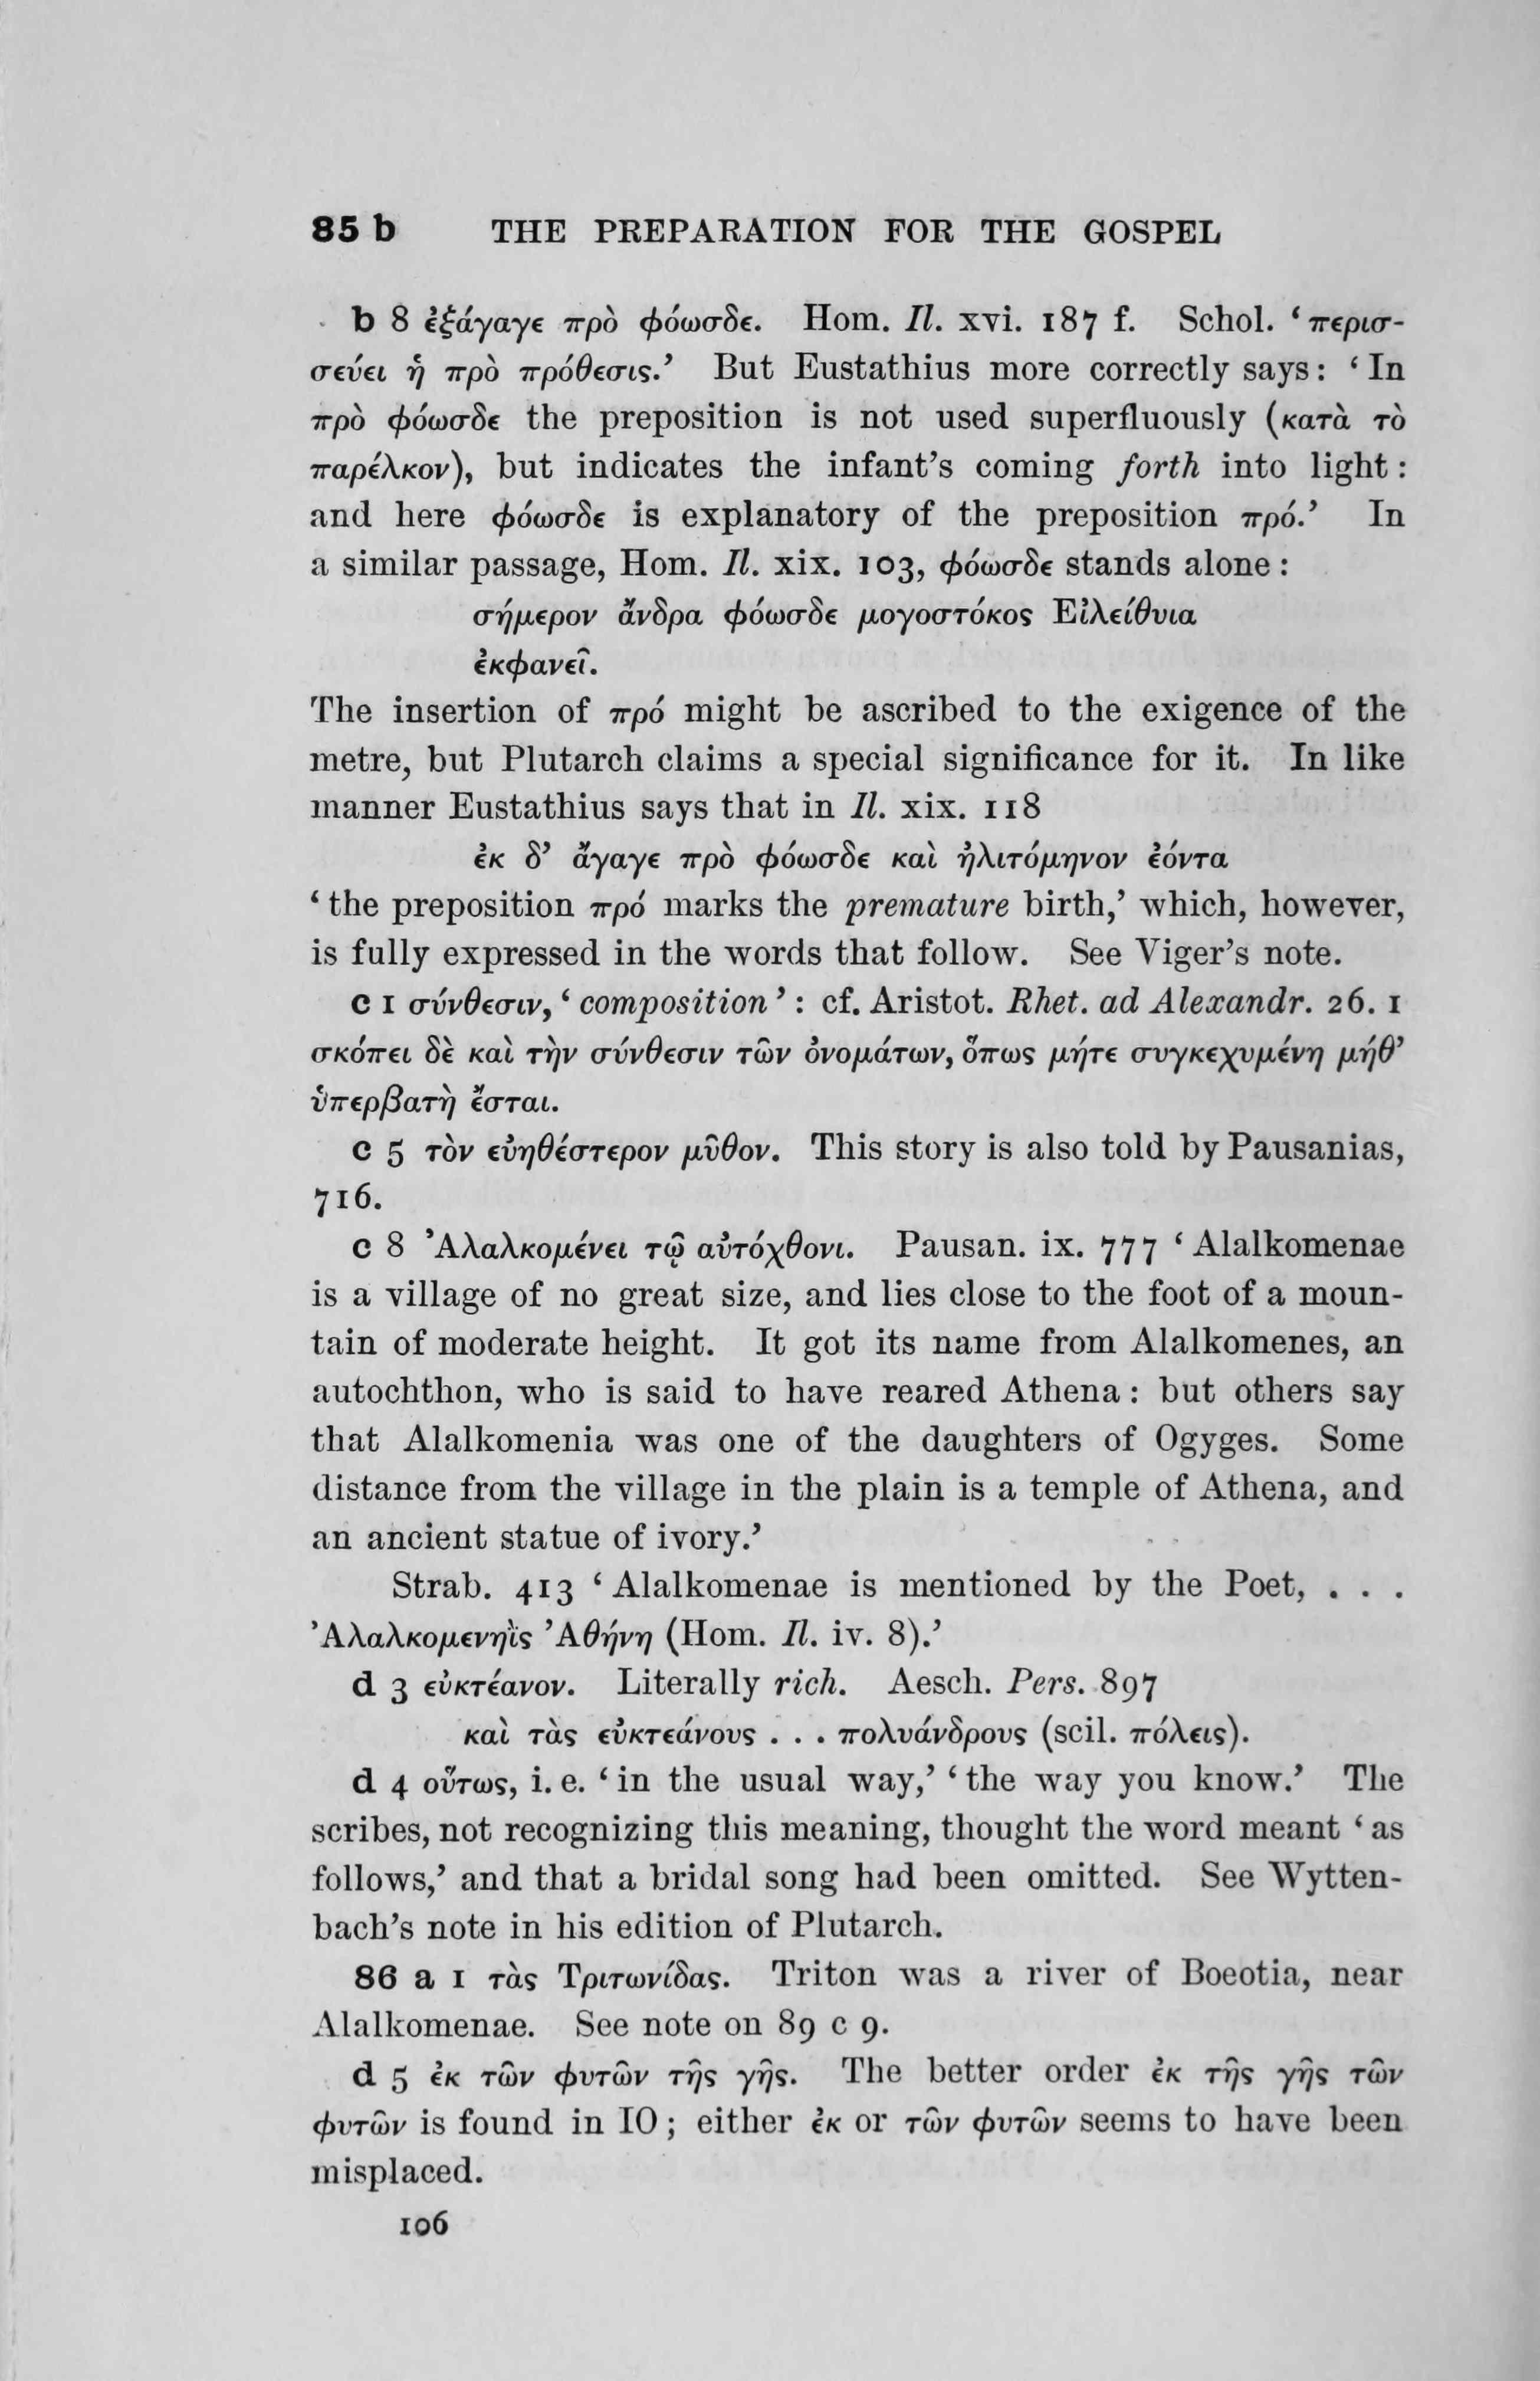 85 b THE PREPARATION FOR THE GOSPEL
b 8 ἐξάγαγε πρὸ φόωσδε. Hom. Il. xvi. 187 f. Schol. ‘περισ-
σεύει ἡ πρὸ πρόθεσις.’ But Eustathius more correctly says: ‘In
πρὸ φόωσδε the preposition is not used superfluously (κατὰ τὸ
παρέλκον), but indicates the infant’s coming forth into light:
and here φόωσδε is explanatory of the preposition πρό.’ In
a similar passage, Hom. Il. xix. 103, φόωσδε stands alone:
σήμερον ἄνδρα φόωσδε μογοστόκος Εἰλείθυια
ἐκφανεῖ.
The insertion of πρό might be ascribed to the exigence of the
metre, but Plutarch claims a special significance for it. In like
manner Eustathius says that in Il. xix. 118
ἐκ δ’ ἄγαγε πρὸ φόωσδε καὶ ἠλιτόμηνον ἐόντα
‘the preposition πρό marks the premature birth,’ which, however,
is fully expressed in the words that follow. See Viger’s note.
c 1 σύνθεσιν, ‘composition’: cf. Aristot. Rhet. ad Alexandr. 26. 1
σκόπει δὲ καὶ τὴν σύνθεσιν τῶν ὀνομάτων, ὅπως μήτε συγκεχυμένη μήθ’
ὑπερβατὴ ἔσται.
c 5 τὸν εὐηθέστερον μῦθον. This story is also told by Pausanias,
716.
c 8 Ἀλαλκομένει τῷ αὐτόχθονι. Pausan. ix. 777 ‘Alalkomenae
is a village of no great size, and lies close to the foot of a moun-
tain of moderate height. It got its name from Alalkomenes, an
autochthon, who is said to have reared Athena: but others say
that Alalkomenia was one of the daughters of Ogyges. Some
distance from the village in the plain is a temple of Athena, and
an ancient statue of ivory.’
Strab. 413 ‘Alalkomenae is mentioned by the Poet, . . .
Ἀλαλκομενηῒς Ἀθήνη (Hom. Il. iv. 8).’
d 3 εὐκτέανον. Literally rich. Aesch. Pers. 897
καὶ τὰς εὐκτεάνους . . . πολυάνδρους (scil. πόλεις).
d 4 οὕτως, i. e. ‘in the usual way,’ ‘the way you know.’ The
scribes, not recognizing this meaning, thought the word meant ‘as
follows,’ and that a bridal song had been omitted. See Wytten-
bach’s note in his edition of Plutarch.
86 a 1 τὰς Τριτωνίδας. Triton was a river of Boeotia, near
Alalkomenae. See note on 89 c 9.
d 5 ἐκ τῶν φυτῶν τῆς γῆς. The better order ἐκ τῆς γῆς τῶν
φυτῶν is found in IO; either ἐκ or τῶν φυτῶν seems to have been
misplaced.
106